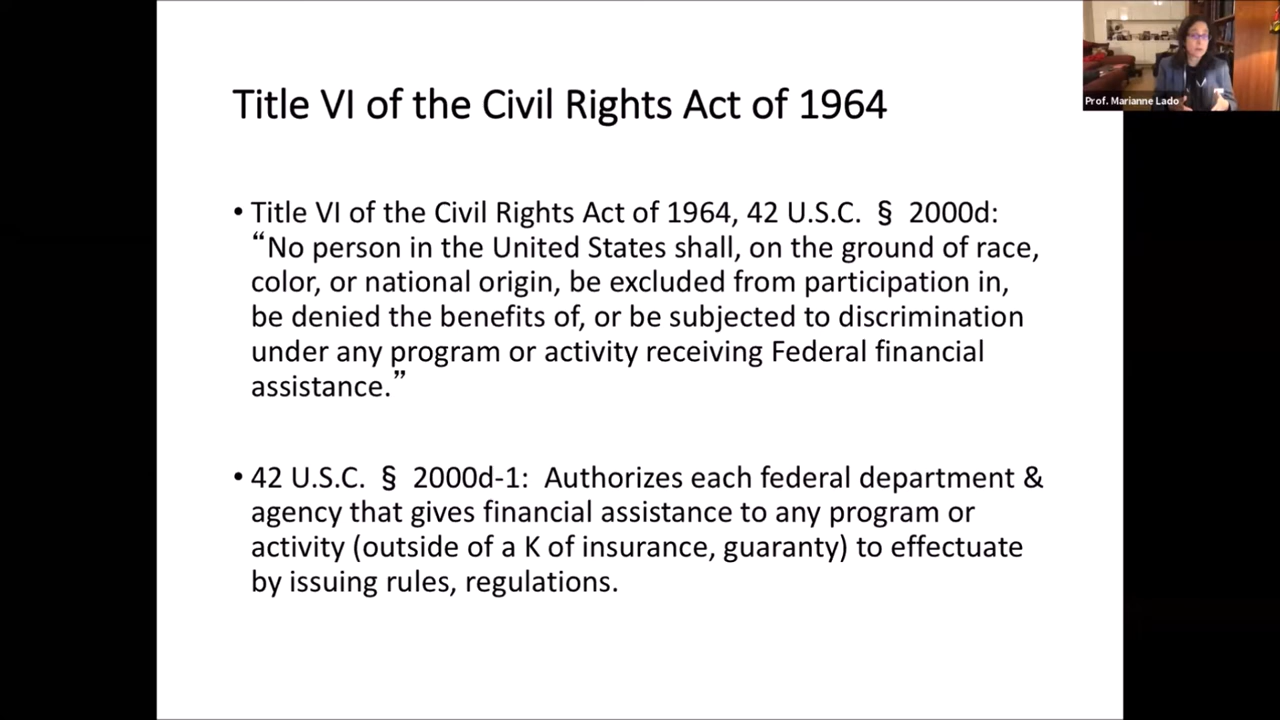 Title VI of the Civil Rights Act of 1964
Prof. Marianne Lado
• Title VI of the Civil Rights Act of 1964, 42 U.S.C. § 2000d:
“No person in the United States shall, on the ground of race,
color, or national origin, be excluded from participation in,
be denied the benefits of, or be subjected to discrimination
under any program or activity receiving Federal financial
assistance.”
• 42 U.S.C. § 2000d-1: Authorizes each federal department &
agency that gives financial assistance to any program or
activity (outside of a K of insurance, guaranty) to effectuate
by issuing rules, regulations.